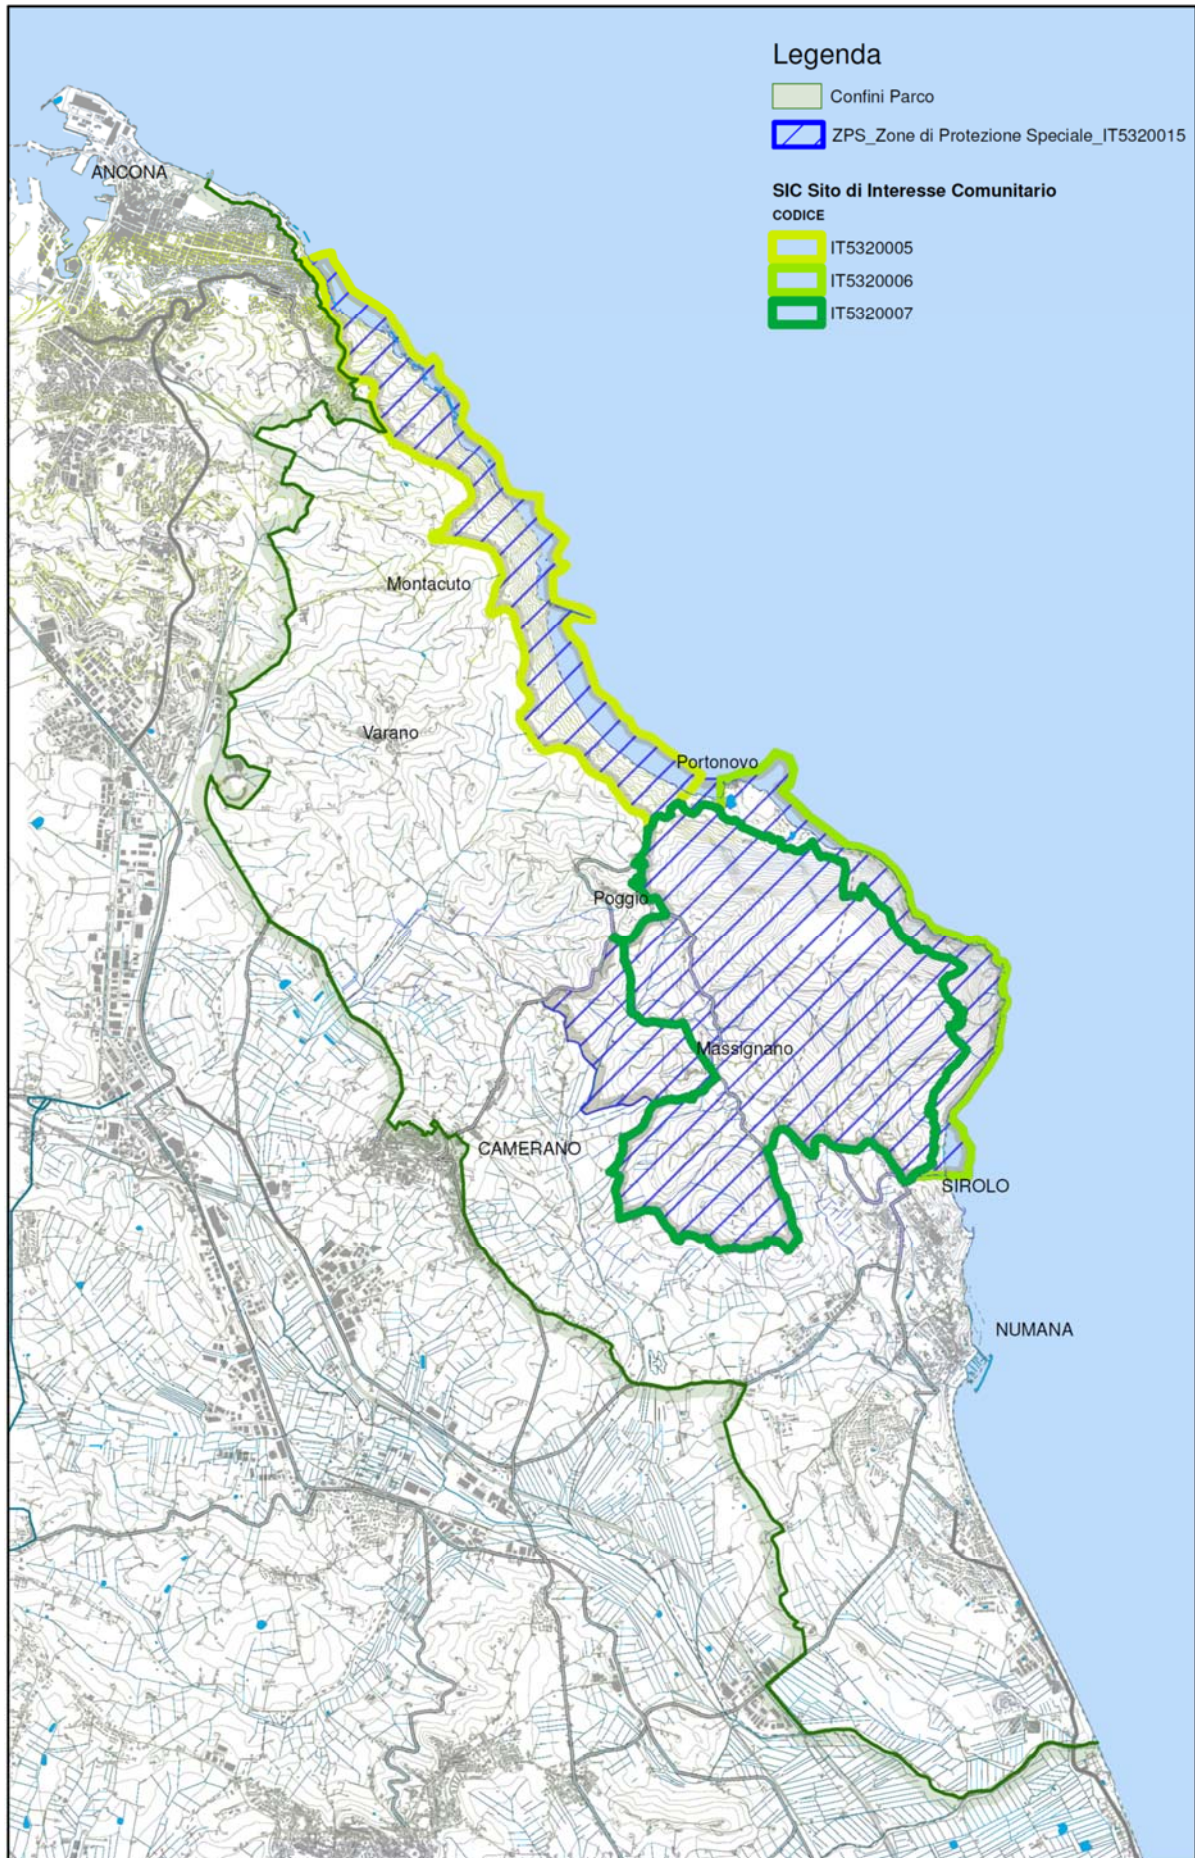 Legenda
Confini Parco
ZPS_Zone di Protezione Speciale_IT5320015
SIC Sito di Interesse Comunitario
CODICE
IT5320005
IT5320006
IT5320007
ANCONA
Montacuto
Varano
Portonovo
Poggio
Massignano
CAMERANO
SIROLO
NUMANA